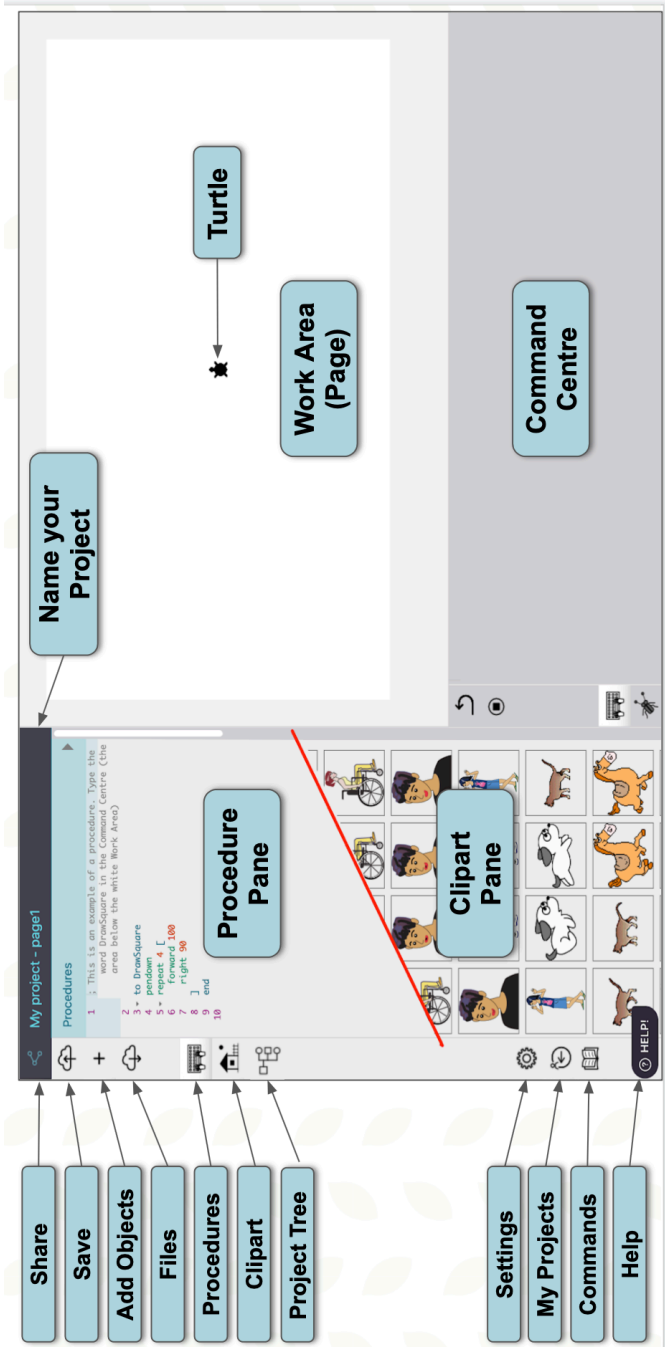 Share
Save
Add Objects
Files
Procedures
Clipart
Project Tree
Settings
My Projects
Commands
Help
Name your
Project
My project - page1
Procedures
1 ; This is an example of a procedure. Type the
word DrawSquare in the Command Centre (the
area below the white Work Area)
2
3 to DrawSquare
4 pendown
5 repeat 4 [
6 forward 100
7 right 90
8 ]
9 end
10
Procedure
Pane
Clipart
Pane
HELP!
Turtle
Work Area
(Page)
Command
Centre